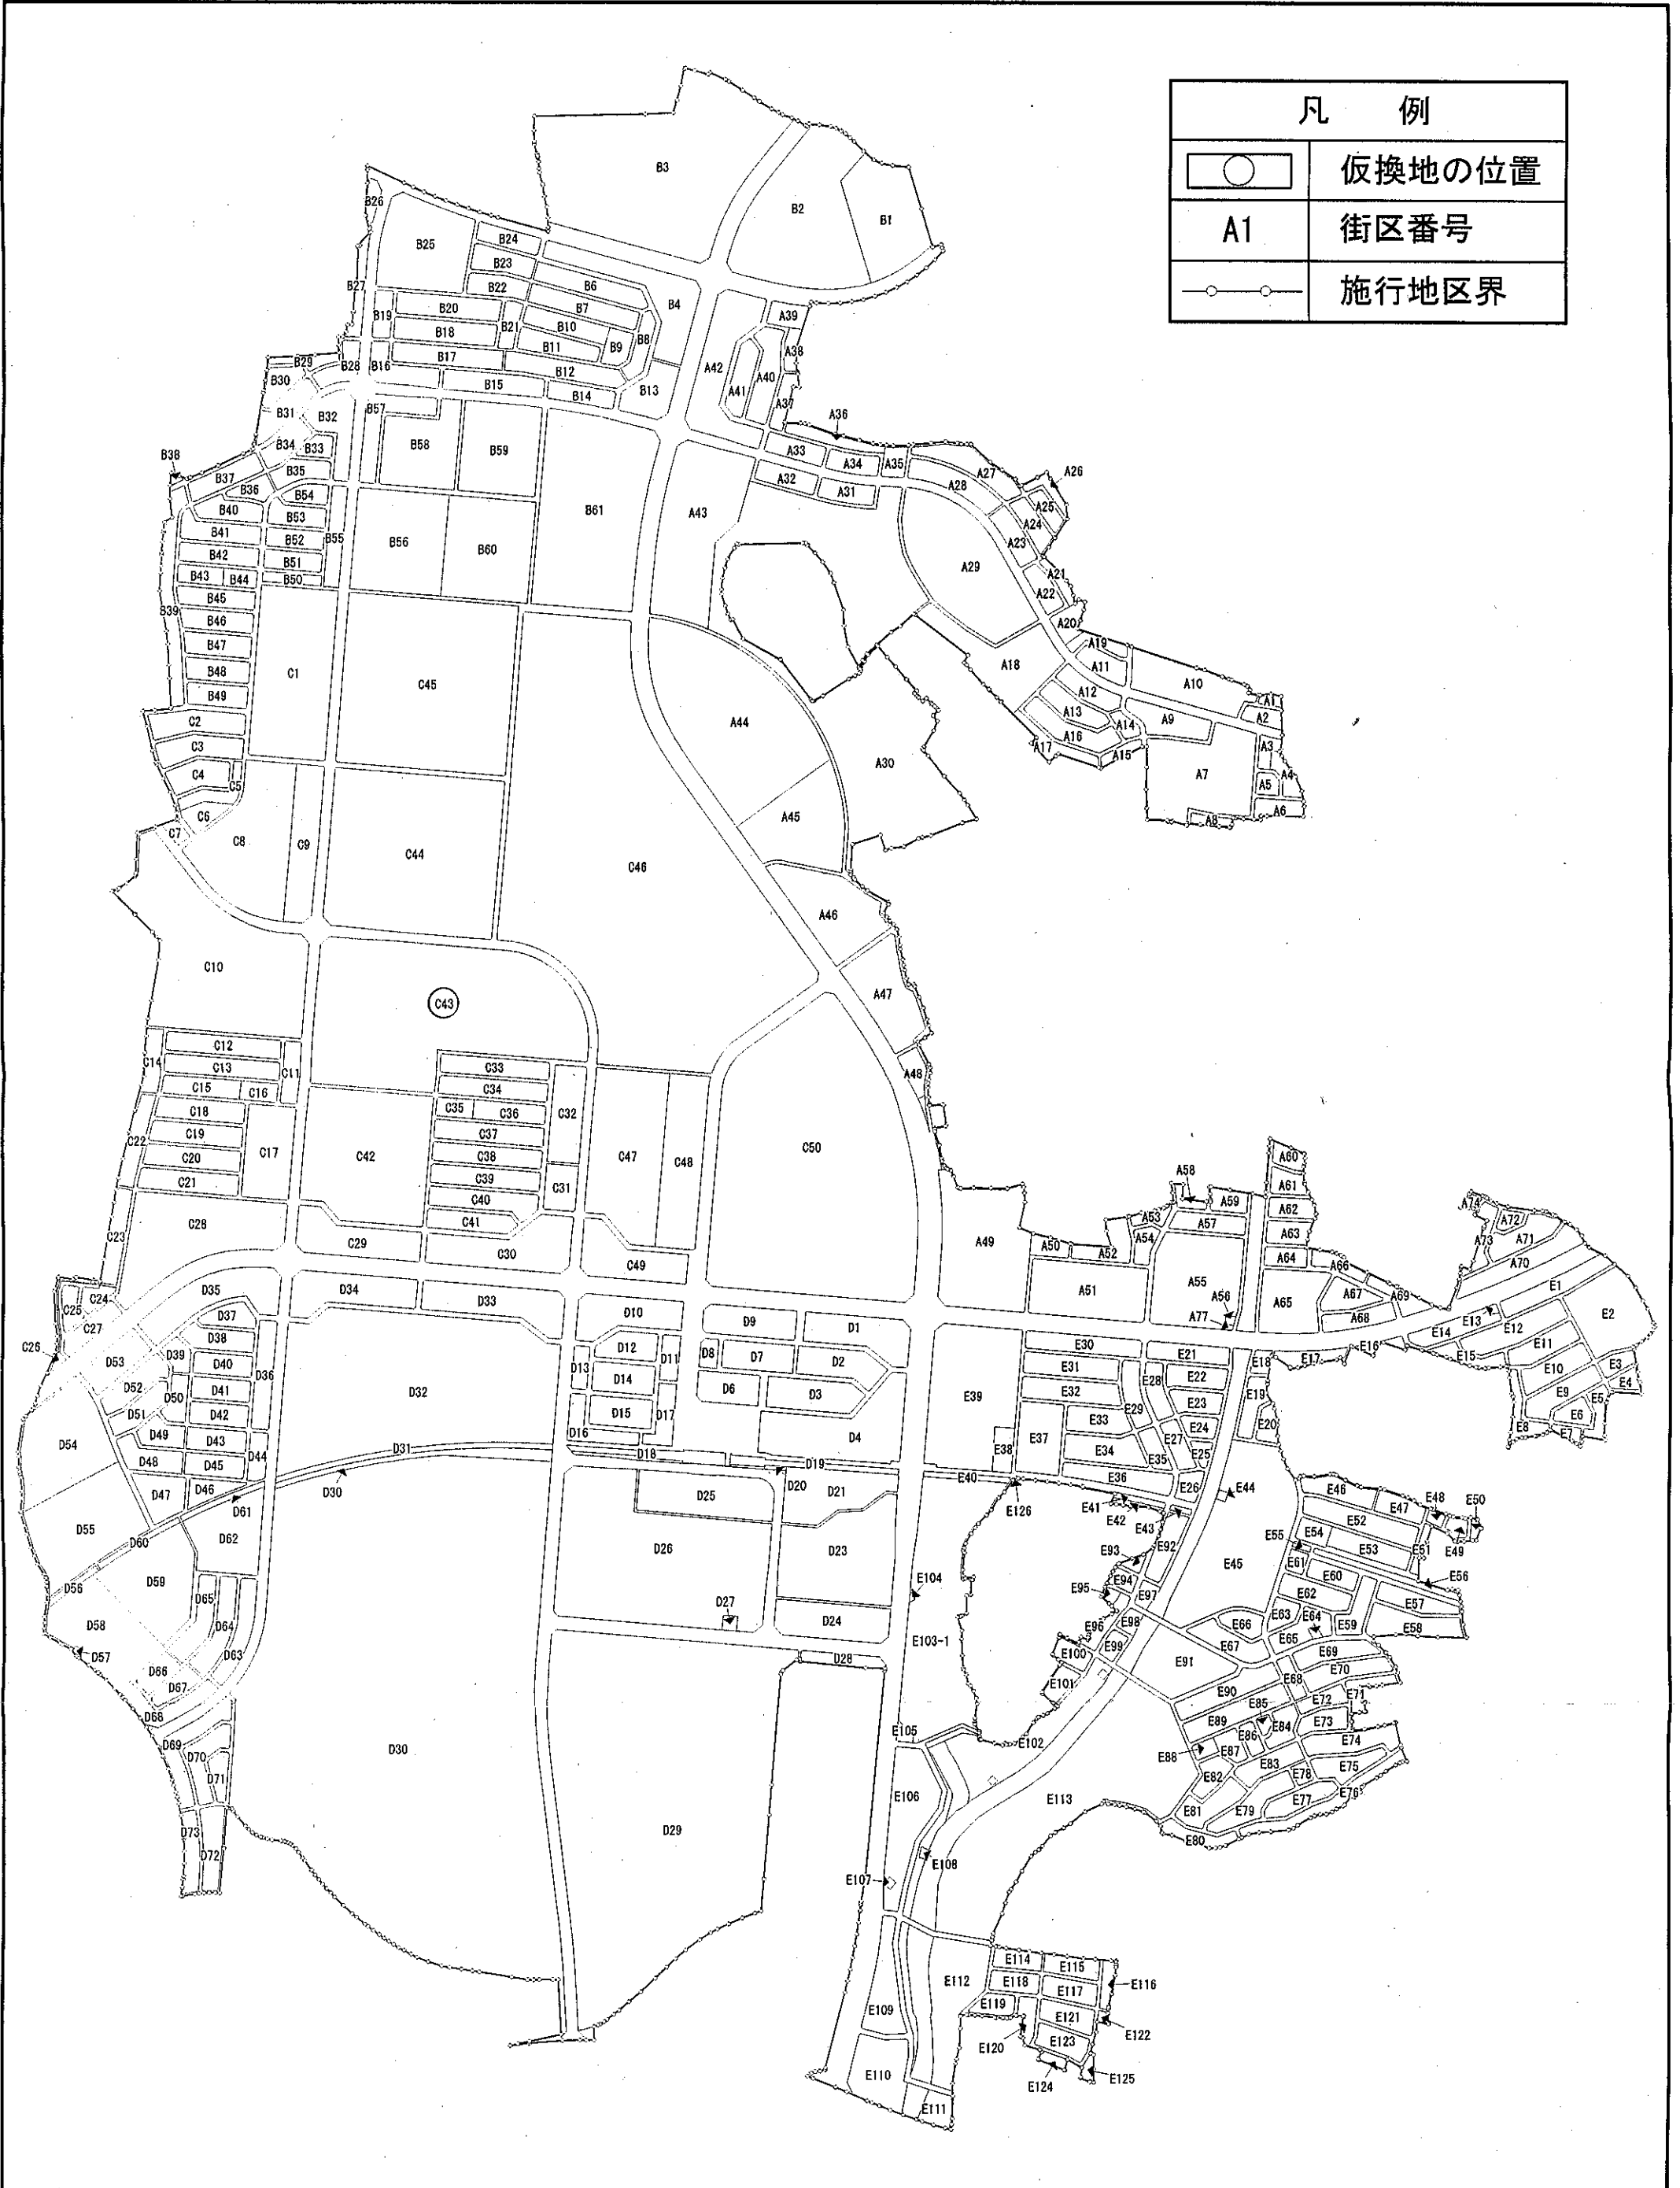 凡 例
仮換地の位置
A1 街区番号
施行地区界
B3
B2
B1
B26
B25
B24
B23
B22
B6
B7
B4
B27
B19
B20
B21
B10
B18
B11
B9
B8
A39
A38
A42
A40
A41
A37
B29
B28
B16
B17
B12
B30
B15
B14
B13
B57
B31
B32
A36
B58
B59
B34
B33
B38
B35
A33
A34
A35
A27
A26
B37
B36
B54
A32
A31
A28
A25
B40
B53
B61
A43
A24
B41
B52
B55
B56
B60
A23
B42
B51
A29
A21
B43
B44
B50
A22
B45
B39
B46
A20
B47
A19
B48
C1
C45
A18
A11
A10
B49
A12
A1
C2
A44
A13
A14
A9
A2
C3
A16
A17
A15
A3
C4
A30
A7
C5
A5
A4
C6
A45
A8
A6
C7
C8
C9
C44
C46
A46
C10
A47
C43
C12
C14
C13
C11
C33
A48
C15
C16
C34
C18
C35
C36
C32
C22
C19
C37
C20
C17
C42
C38
C47
C48
C50
C21
C39
C31
C40
C23
C28
C41
C29
C30
C49
A49
A58
A60
A59
A61
A53
A57
A62
A50
A52
A54
A63
A64
A66
A51
A55
A56
A65
A67
A69
A77
A68
A74
A72
A73
A71
A70
C25
C24
C27
C26
D35
D34
D33
D10
D9
D1
D37
D38
D12
D11
D8
D7
D2
D53
D39
D40
D36
D13
D14
D52
D50
D41
D32
D6
D3
D51
D42
D15
D17
D49
D43
D16
D4
D54
D48
D45
D44
D31
D18
D19
D47
D46
D30
D20
D21
D61
D25
D55
D60
D62
D26
D23
D56
D59
D65
D58
D64
D27
D24
D57
D63
D28
D66
D67
D68
D69
D70
D71
D30
D29
D73
D72
E1
E2
E13
E14
E12
E15
E11
E16
E17
E10
E3
E4
E9
E5
E6
E8
E7
E30
E21
E18
E31
E28
E22
E39
E32
E29
E23
E19
E33
E24
E20
E38
E37
E34
E27
E35
E25
E40
E36
E26
E126
E41
E42
E43
E44
E46
E47
E48
E50
E52
E49
E55
E54
E53
E51
E92
E45
E93
E61
E60
E56
E94
E95
E97
E62
E57
E104
E98
E63
E64
E59
E58
E96
E99
E66
E65
E103-1
E100
E67
E69
E91
E68
E70
E101
E90
E72
E71
E85
E105
E89
E84
E73
E102
E86
E74
E88
E87
E83
E78
E75
E82
E106
E113
E79
E77
E76
E81
E80
E108
E107
E114
E115
E112
E118
E117
E116
E109
E119
E121
E122
E120
E123
E110
E124
E125
E111